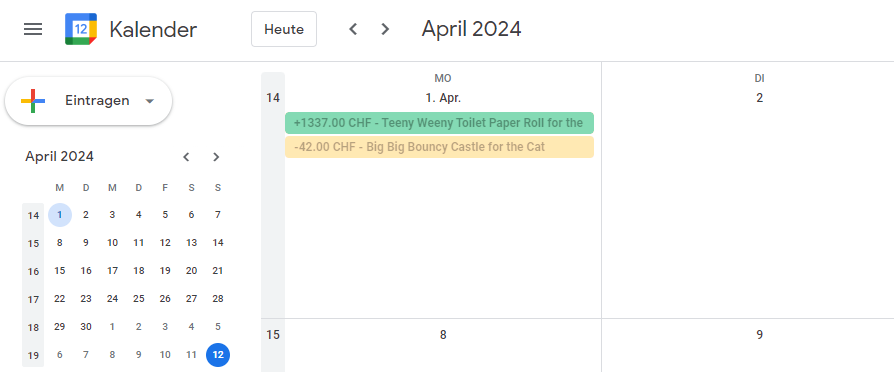 12 Kalender
Heute
April 2024
Eintragen
April 2024
M D M D F S S
14 1 2 3 4 5 6 7
15 8 9 10 11 12 13 14
16 15 16 17 18 19 20 21
17 22 23 24 25 26 27 28
18 29 30 1 2 3 4 5
19 6 7 8 9 10 11 12
MO DI
14 1. Apr. 2
+1337.00 CHF - Teeny Weeny Toilet Paper Roll for the
-42.00 CHF - Big Big Bouncy Castle for the Cat
15 8 9